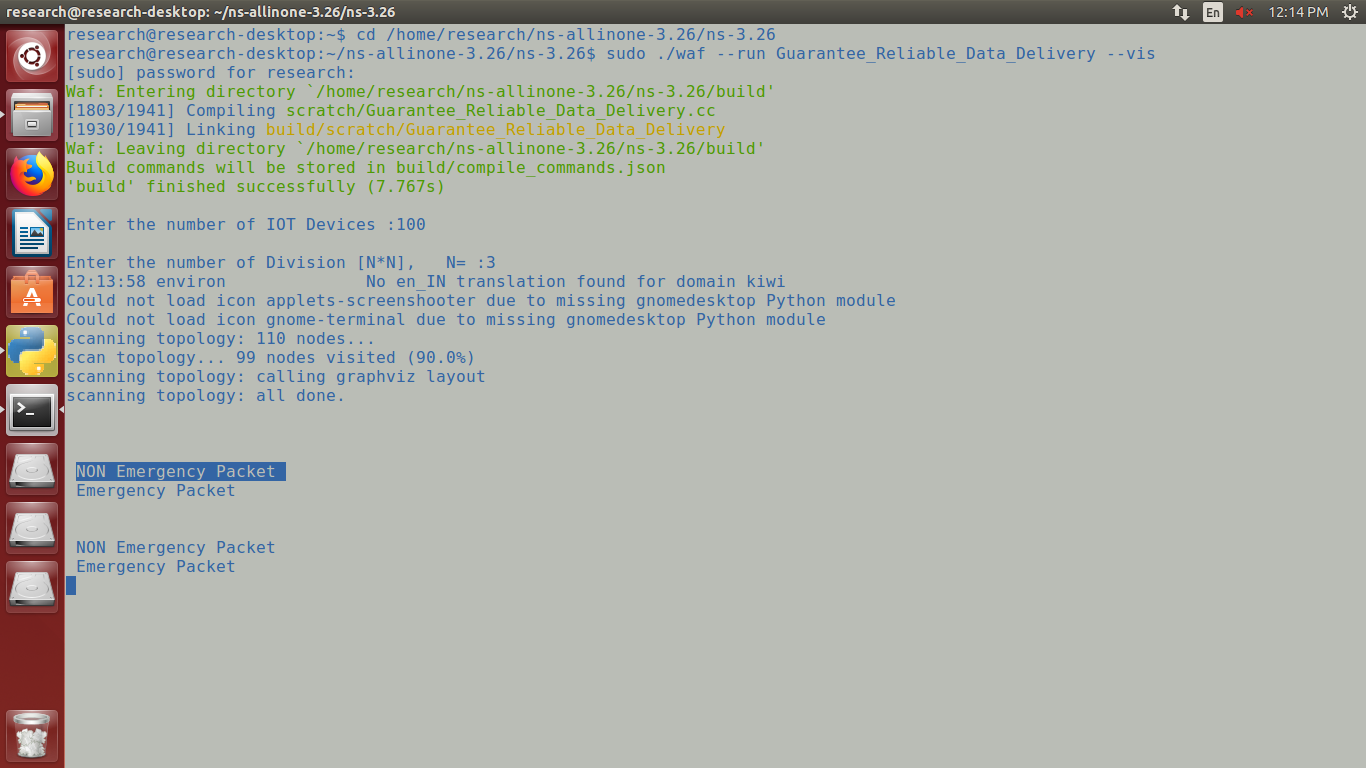 research@research-desktop: ~/ns-allinone-3.26/ns-3.26
En
12:14 PM
research@research-desktop:~$ cd /home/research/ns-allinone-3.26/ns-3.26
research@research-desktop:~/ns-allinone-3.26/ns-3.26$ sudo ./waf --run Guarantee_Reliable_Data_Delivery --vis
[sudo] password for research:
Waf: Entering directory `/home/research/ns-allinone-3.26/ns-3.26/build'
[1803/1941] Compiling scratch/Guarantee_Reliable_Data_Delivery.cc
[1930/1941] Linking build/scratch/Guarantee_Reliable_Data_Delivery
Waf: Leaving directory `/home/research/ns-allinone-3.26/ns-3.26/build'
Build commands will be stored in build/compile_commands.json
'build' finished successfully (7.767s)
Enter the number of IOT Devices :100
Enter the number of Division [N*N],   N= :3
12:13:58 environ              No en_IN translation found for domain kiwi
Could not load icon applets-screenshooter due to missing gnomedesktop Python module
Could not load icon gnome-terminal due to missing gnomedesktop Python module
scanning topology: 110 nodes...
scan topology... 99 nodes visited (90.0%)
scanning topology: calling graphviz layout
scanning topology: all done.
NON Emergency Packet
Emergency Packet
NON Emergency Packet
Emergency Packet